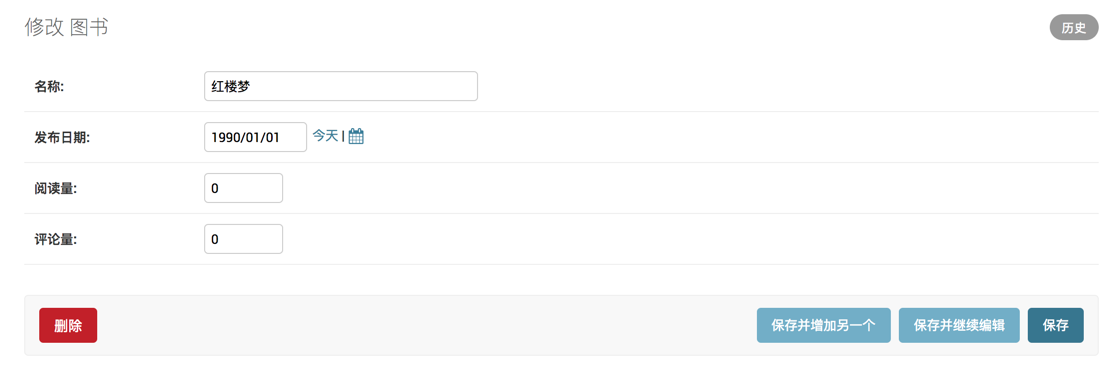 修改 图书
历史
名称: 红楼梦
发布日期: 1990/01/01 今天 |
阅读量: 0
评论量: 0
删除 保存并增加另一个 保存并继续编辑 保存